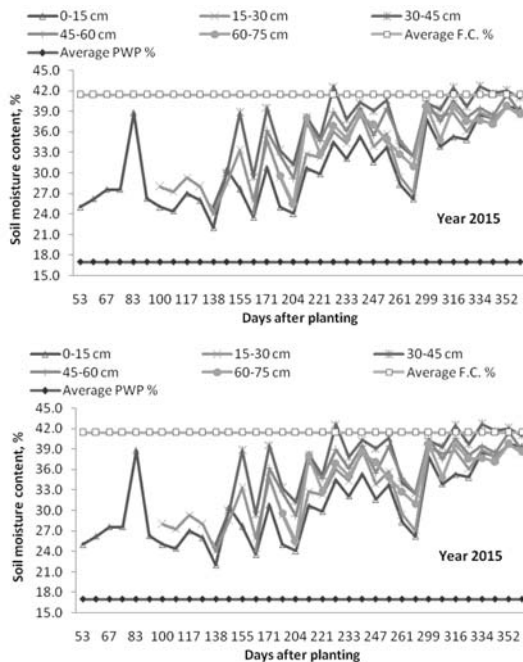 0-15 cm 15-30 cm 30-45 cm
45-60 cm 60-75 cm Average F.C. %
Average PWP %
45.0
42.0
39.0
36.0
33.0
30.0
27.0
24.0
21.0
18.0
15.0
Soil moisture content, %
Year 2015
53 67 83 100 117 138 155 171 204 221 233 247 261 299 316 334 352
Days after planting
0-15 cm 15-30 cm 30-45 cm
45-60 cm 60-75 cm Average F.C. %
Average PWP %
45.0
42.0
39.0
36.0
33.0
30.0
27.0
24.0
21.0
18.0
15.0
Soil moisture content, %
Year 2015
53 67 83 100 117 138 155 171 204 221 233 247 261 299 316 334 352
Days after planting